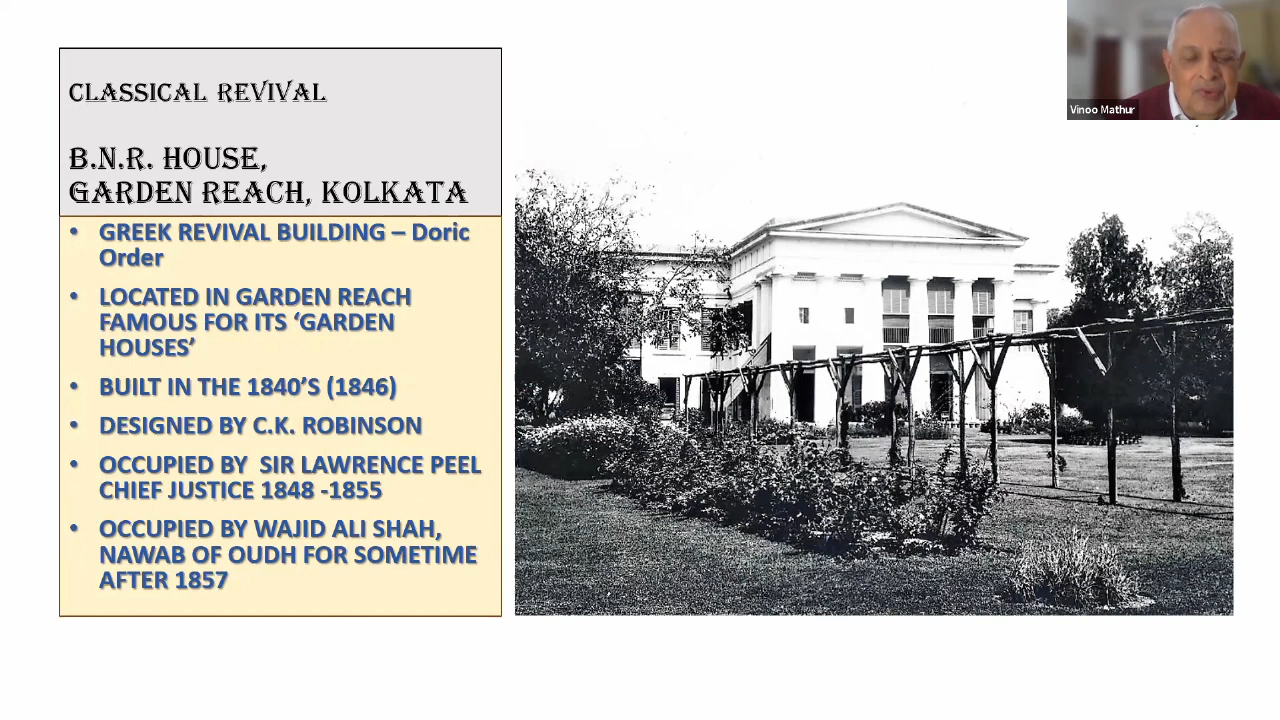 CLASSICAL REVIVAL
B.N.R. HOUSE,
GARDEN REACH, KOLKATA
• GREEK REVIVAL BUILDING – Doric
Order
• LOCATED IN GARDEN REACH
FAMOUS FOR ITS ‘GARDEN
HOUSES’
• BUILT IN THE 1840’S (1846)
• DESIGNED BY C.K. ROBINSON
• OCCUPIED BY  SIR LAWRENCE PEEL
CHIEF JUSTICE 1848 -1855
• OCCUPIED BY WAJID ALI SHAH,
NAWAB OF OUDH FOR SOMETIME
AFTER 1857
Vinoo Mathur